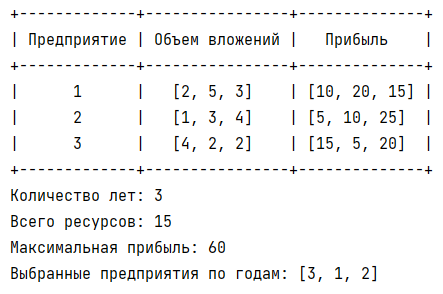 +-------------+----------------+--------------+
| Предприятие | Объем вложений |   Прибыль    |
+-------------+----------------+--------------+
|      1      |   [2, 5, 3]    | [10, 20, 15] |
|      2      |   [1, 3, 4]    | [5, 10, 25]  |
|      3      |   [4, 2, 2]    | [15, 5, 20]  |
+-------------+----------------+--------------+
Количество лет: 3
Всего ресурсов: 15
Максимальная прибыль: 60
Выбранные предприятия по годам: [3, 1, 2]